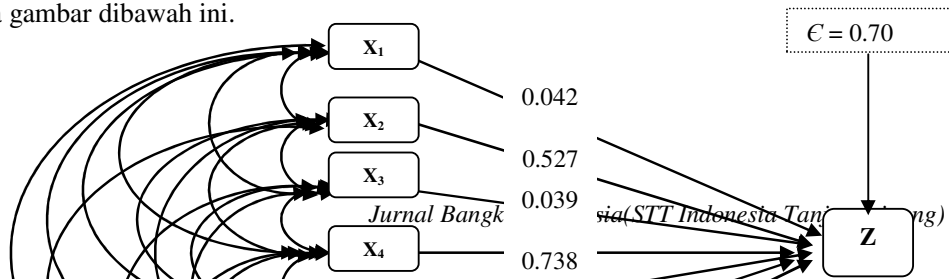 gambar dibawah ini.
X1
Є = 0.70
0.042
X2
0.527
X3
0.039
Jurnal Bangk sia(STT Indonesia Tanj ng)
Z
X4
0.738